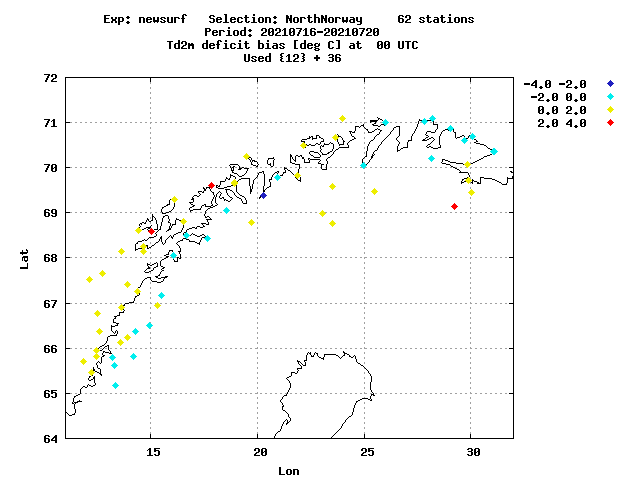 Exp: newsurf   Selection: NorthNorway     62 stations
Period: 20210716-20210720
Td2m deficit bias [deg C] at  00 UTC
Used {12} + 36
-4.0 -2.0
-2.0 0.0
0.0 2.0
2.0 4.0
72
71
70
69
68
67
66
65
64
Lat
15 20 25 30
Lon